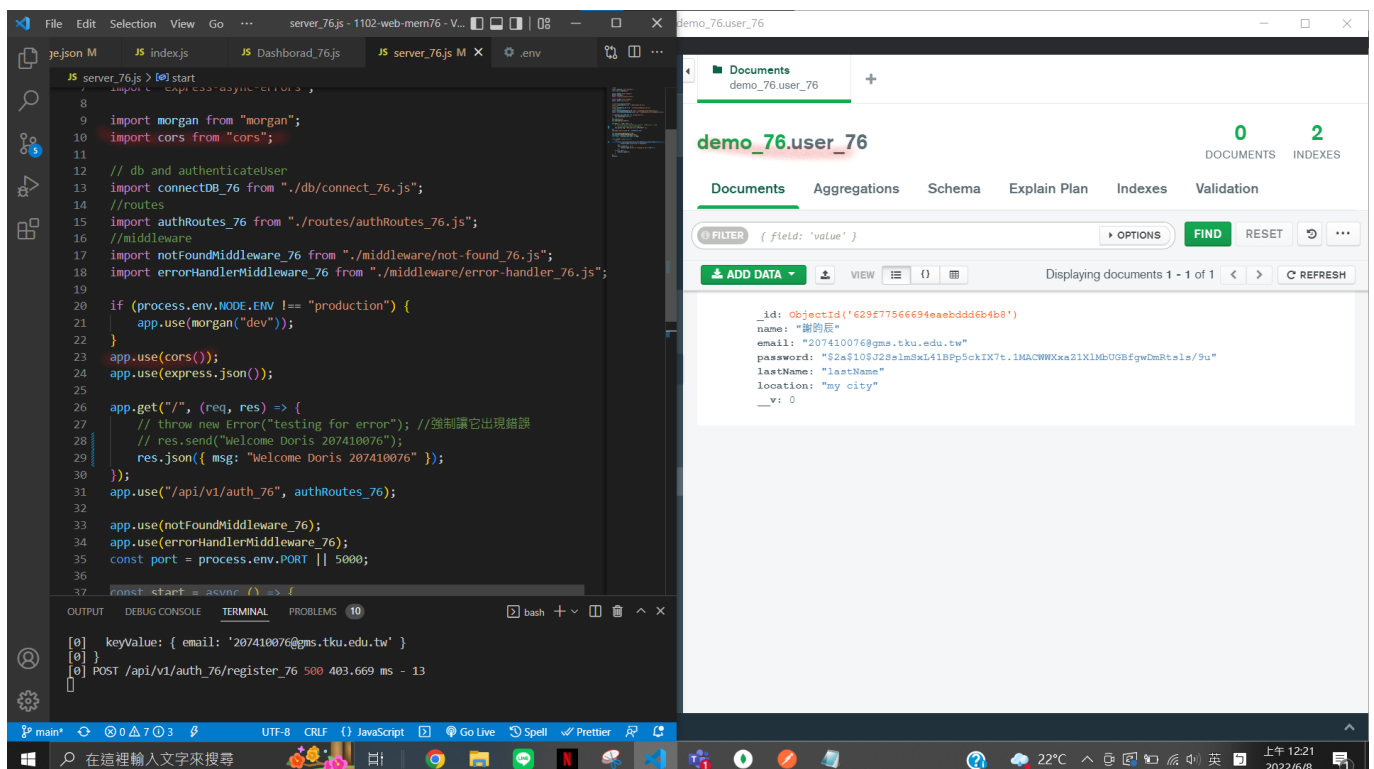 File Edit Selection View Go ··· server_76.js - 1102-web-mern76 - V...
ge.json M JS index.js JS Dashborad_76.js JS server_76.js M .env
JS server_76.js > start
7 import "express-async-errors";
8
9 import morgan from "morgan";
10 import cors from "cors";
11
12 // db and authenticateUser
13 import connectDB_76 from "./db/connect_76.js";
14 //routes
15 import authRoutes_76 from "./routes/authRoutes_76.js";
16 //middleware
17 import notFoundMiddleware_76 from "./middleware/not-found_76.js";
18 import errorHandlerMiddleware_76 from "./middleware/error-handler_76.js";
19
20 if (process.env.NODE.ENV !== "production") {
21 app.use(morgan("dev"));
22 }
23 app.use(cors());
24 app.use(express.json());
25
26 app.get("/", (req, res) => {
27 // throw new Error("testing for error"); //強制讓它出現錯誤
28 // res.send("Welcome Doris 207410076");
29 res.json({ msg: "Welcome Doris 207410076" });
30 });
31 app.use("/api/v1/auth_76", authRoutes_76);
32
33 app.use(notFoundMiddleware_76);
34 app.use(errorHandlerMiddleware_76);
35 const port = process.env.PORT || 5000;
36
37 const start = async () => {
OUTPUT DEBUG CONSOLE TERMINAL PROBLEMS 10 bash
[0] keyValue: { email: '207410076@gms.tku.edu.tw' }
[0] }
[0] POST /api/v1/auth_76/register_76 500 403.669 ms - 13
main* 0 7 3 UTF-8 CRLF {} JavaScript Go Live Spell Prettier
demo_76.user_76
Documents
demo_76.user_76
demo_76.user_76
0 2
DOCUMENTS INDEXES
Documents Aggregations Schema Explain Plan Indexes Validation
FILTER { field: 'value' } OPTIONS FIND RESET ···
ADD DATA VIEW {} Displaying documents 1 - 1 of 1 < > REFRESH
_id: ObjectId('629f77566694eaebddd6b4b8')
name: "謝昀辰"
email: "207410076@gms.tku.edu.tw"
password: "$2a$10$J2SslmSxL41BPp5ckIX7t.lMACWWXxaZ1XlMbUGBfgwDmRtsls/9u"
lastName: "lastName"
location: "my city"
__v: 0
5
在這裡輸入文字來搜尋 22°C 英 上午 12:21
2022/6/8